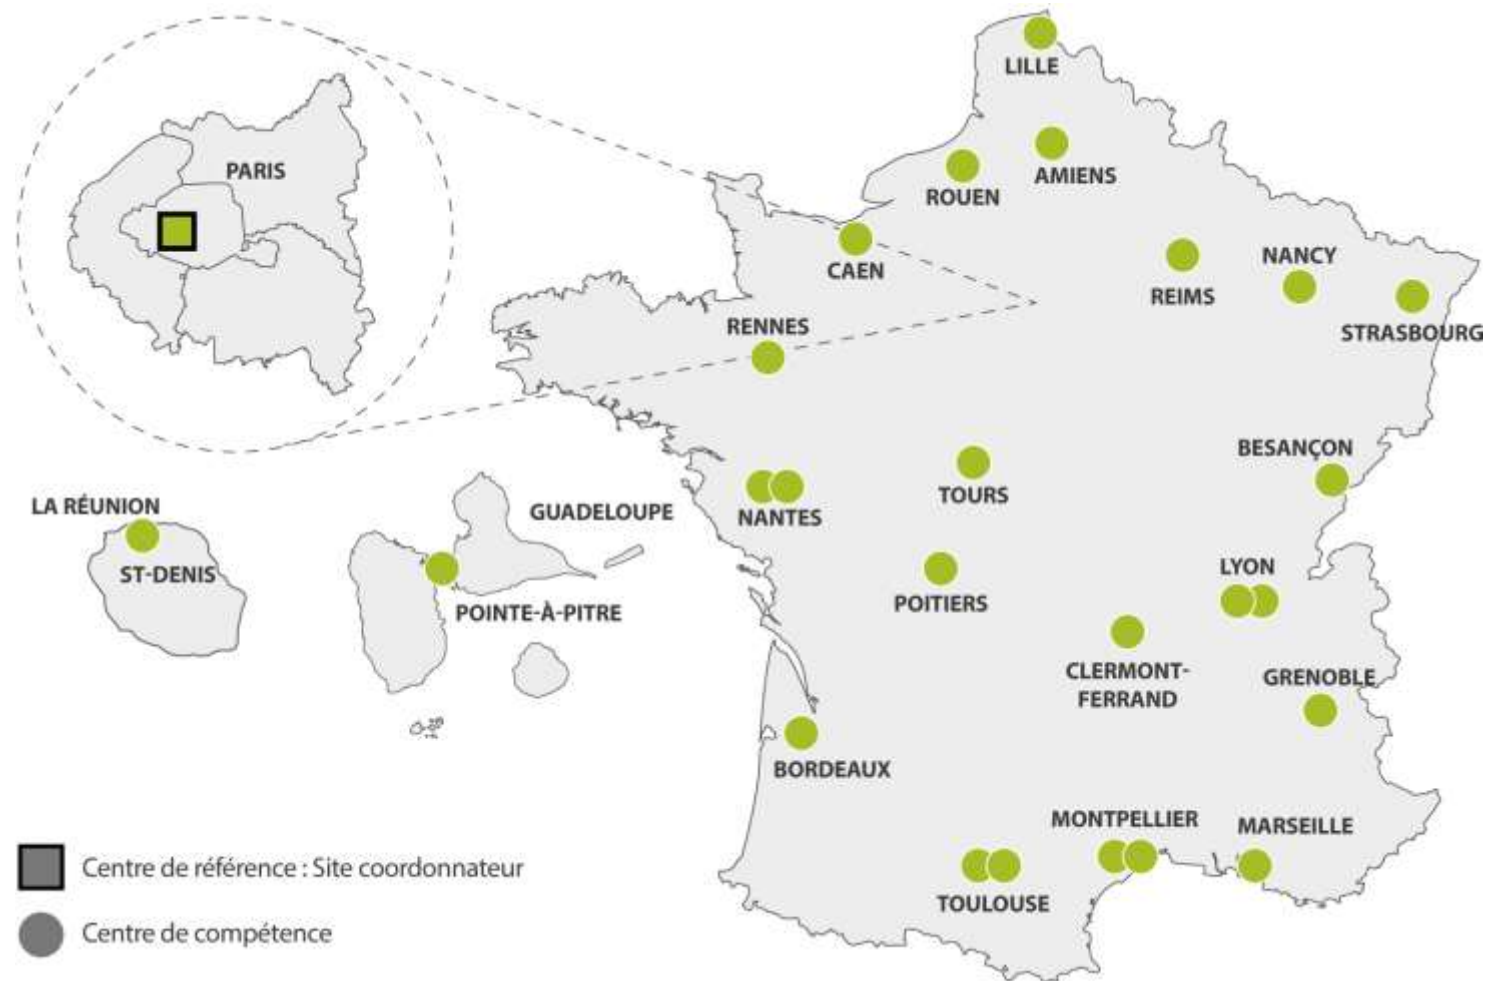 LILLE
PARIS
AMIENS
ROUEN
CAEN
NANCY
REIMS
RENNES
STRASBOURG
BESANÇON
TOURS
LA RÉUNION
GUADELOUPE
NANTES
ST-DENIS
LYON
POITIERS
POINTE-À-PITRE
CLERMONT-
FERRAND
GRENOBLE
BORDEAUX
MONTPELLIER
MARSEILLE
Centre de référence : Site coordonnateur
TOULOUSE
Centre de compétence